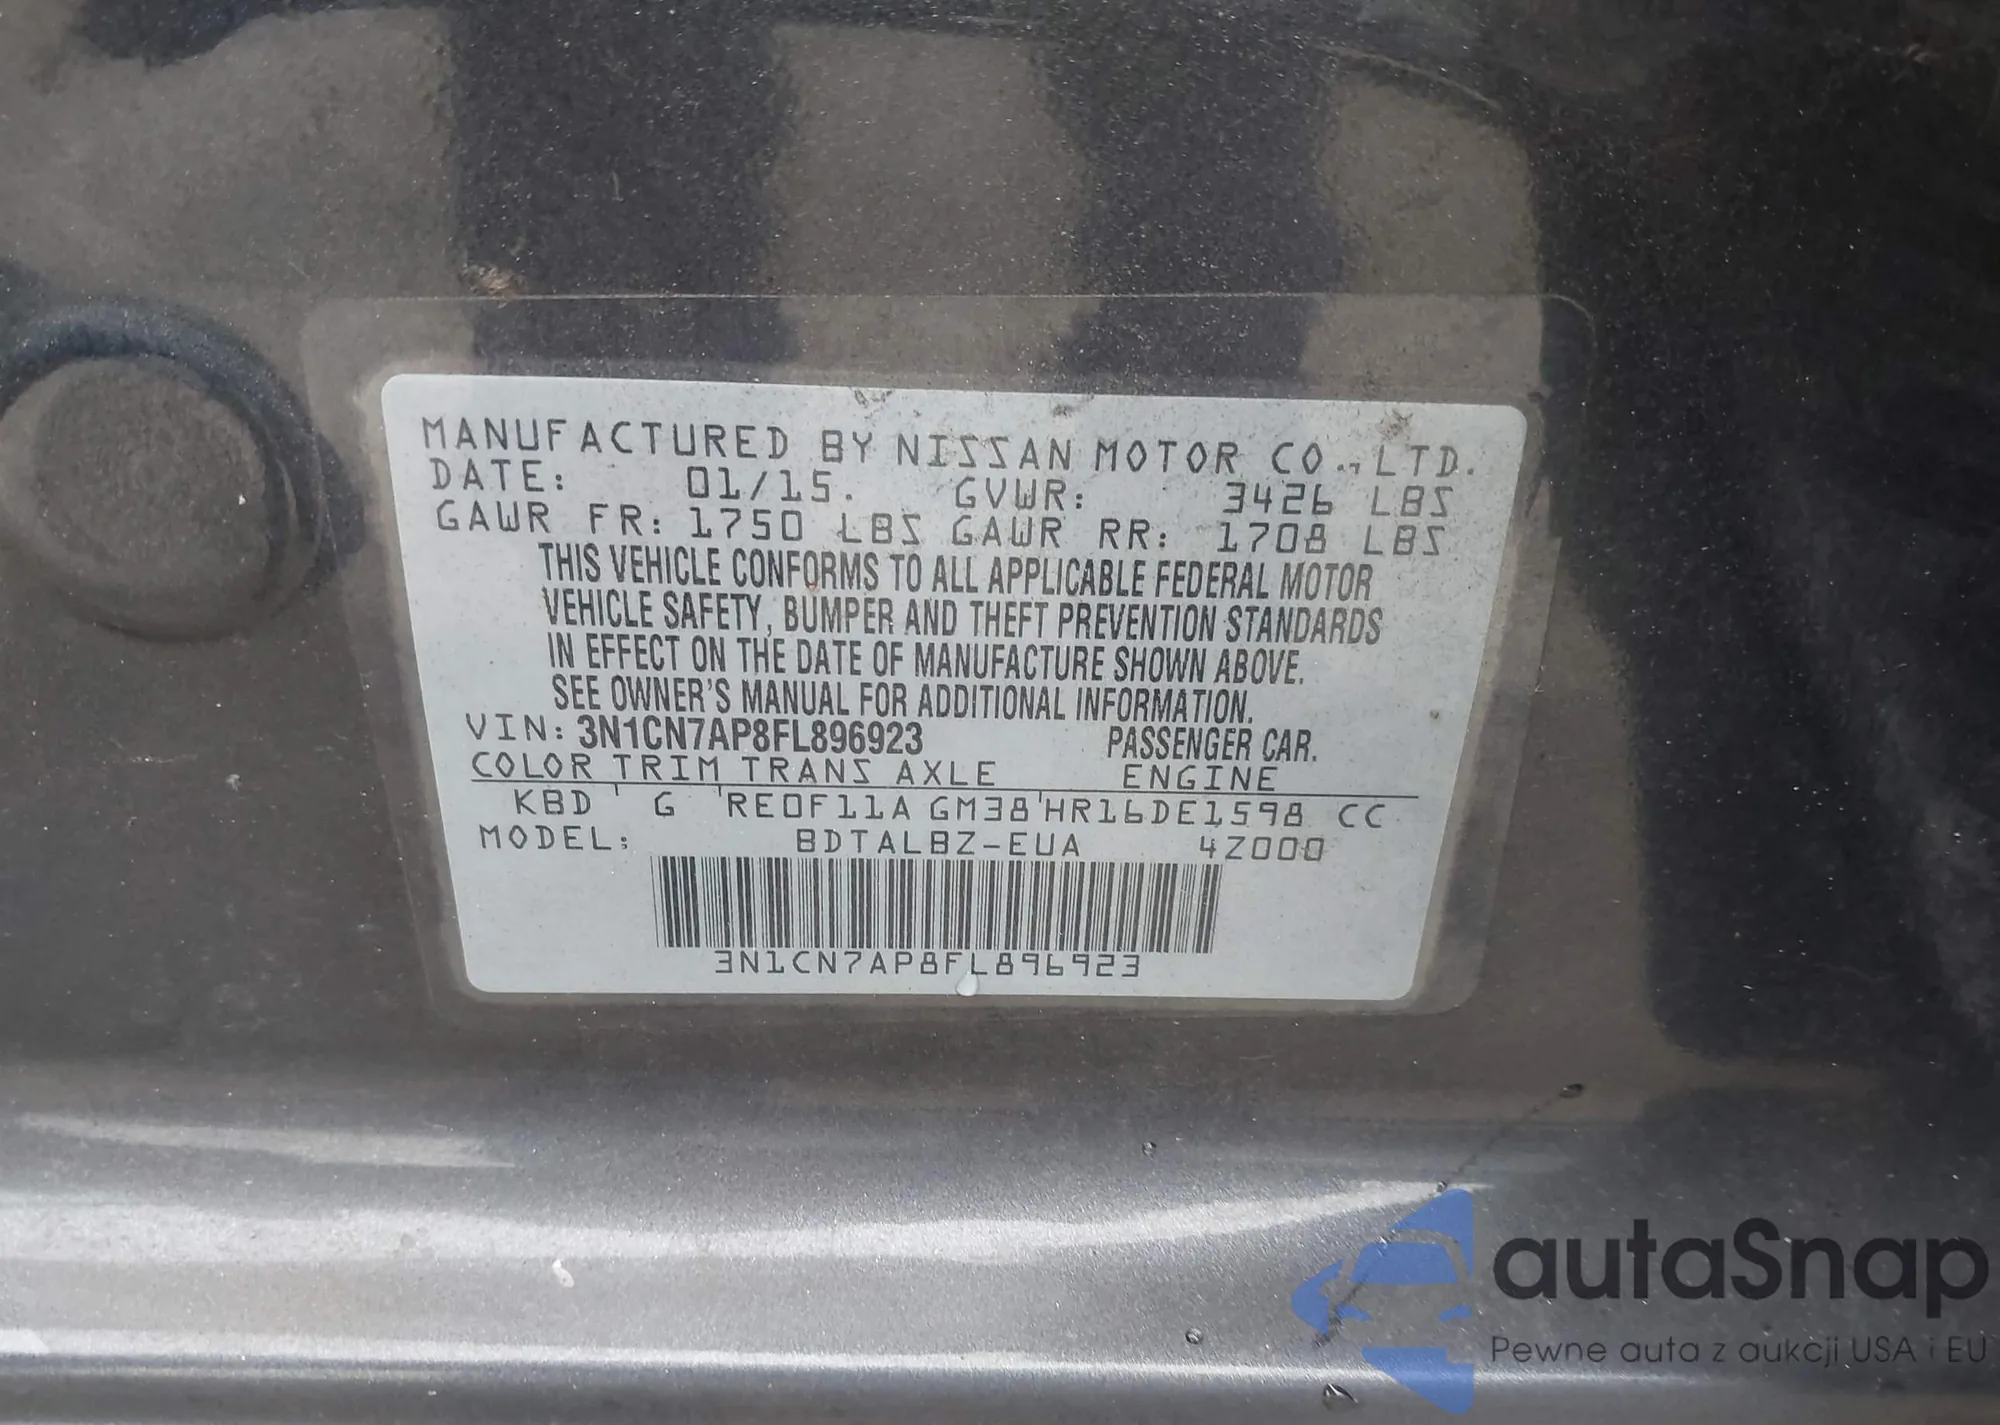 MANUFACTURED BY NISSAN MOTOR CO., LTD.
DATE: 01/15. GVWR: 3426 LBS
GAWR FR: 1750 LBS GAWR RR: 1708 LBS
THIS VEHICLE CONFORMS TO ALL APPLICABLE FEDERAL MOTOR
VEHICLE SAFETY, BUMPER AND THEFT PREVENTION STANDARDS
IN EFFECT ON THE DATE OF MANUFACTURE SHOWN ABOVE.
SEE OWNER'S MANUAL FOR ADDITIONAL INFORMATION.
VIN: 3N1CN7AP8FL896923 PASSENGER CAR.
COLOR TRIM TRANS AXLE ENGINE
KBD ' G ' RE0F11A GM38 ' HR16DE1598 CC
MODEL: BDTALBZ-EUA 4Z000
3N1CN7AP8FL896923
autaSnap
Pewne auta z aukcji USA i EU